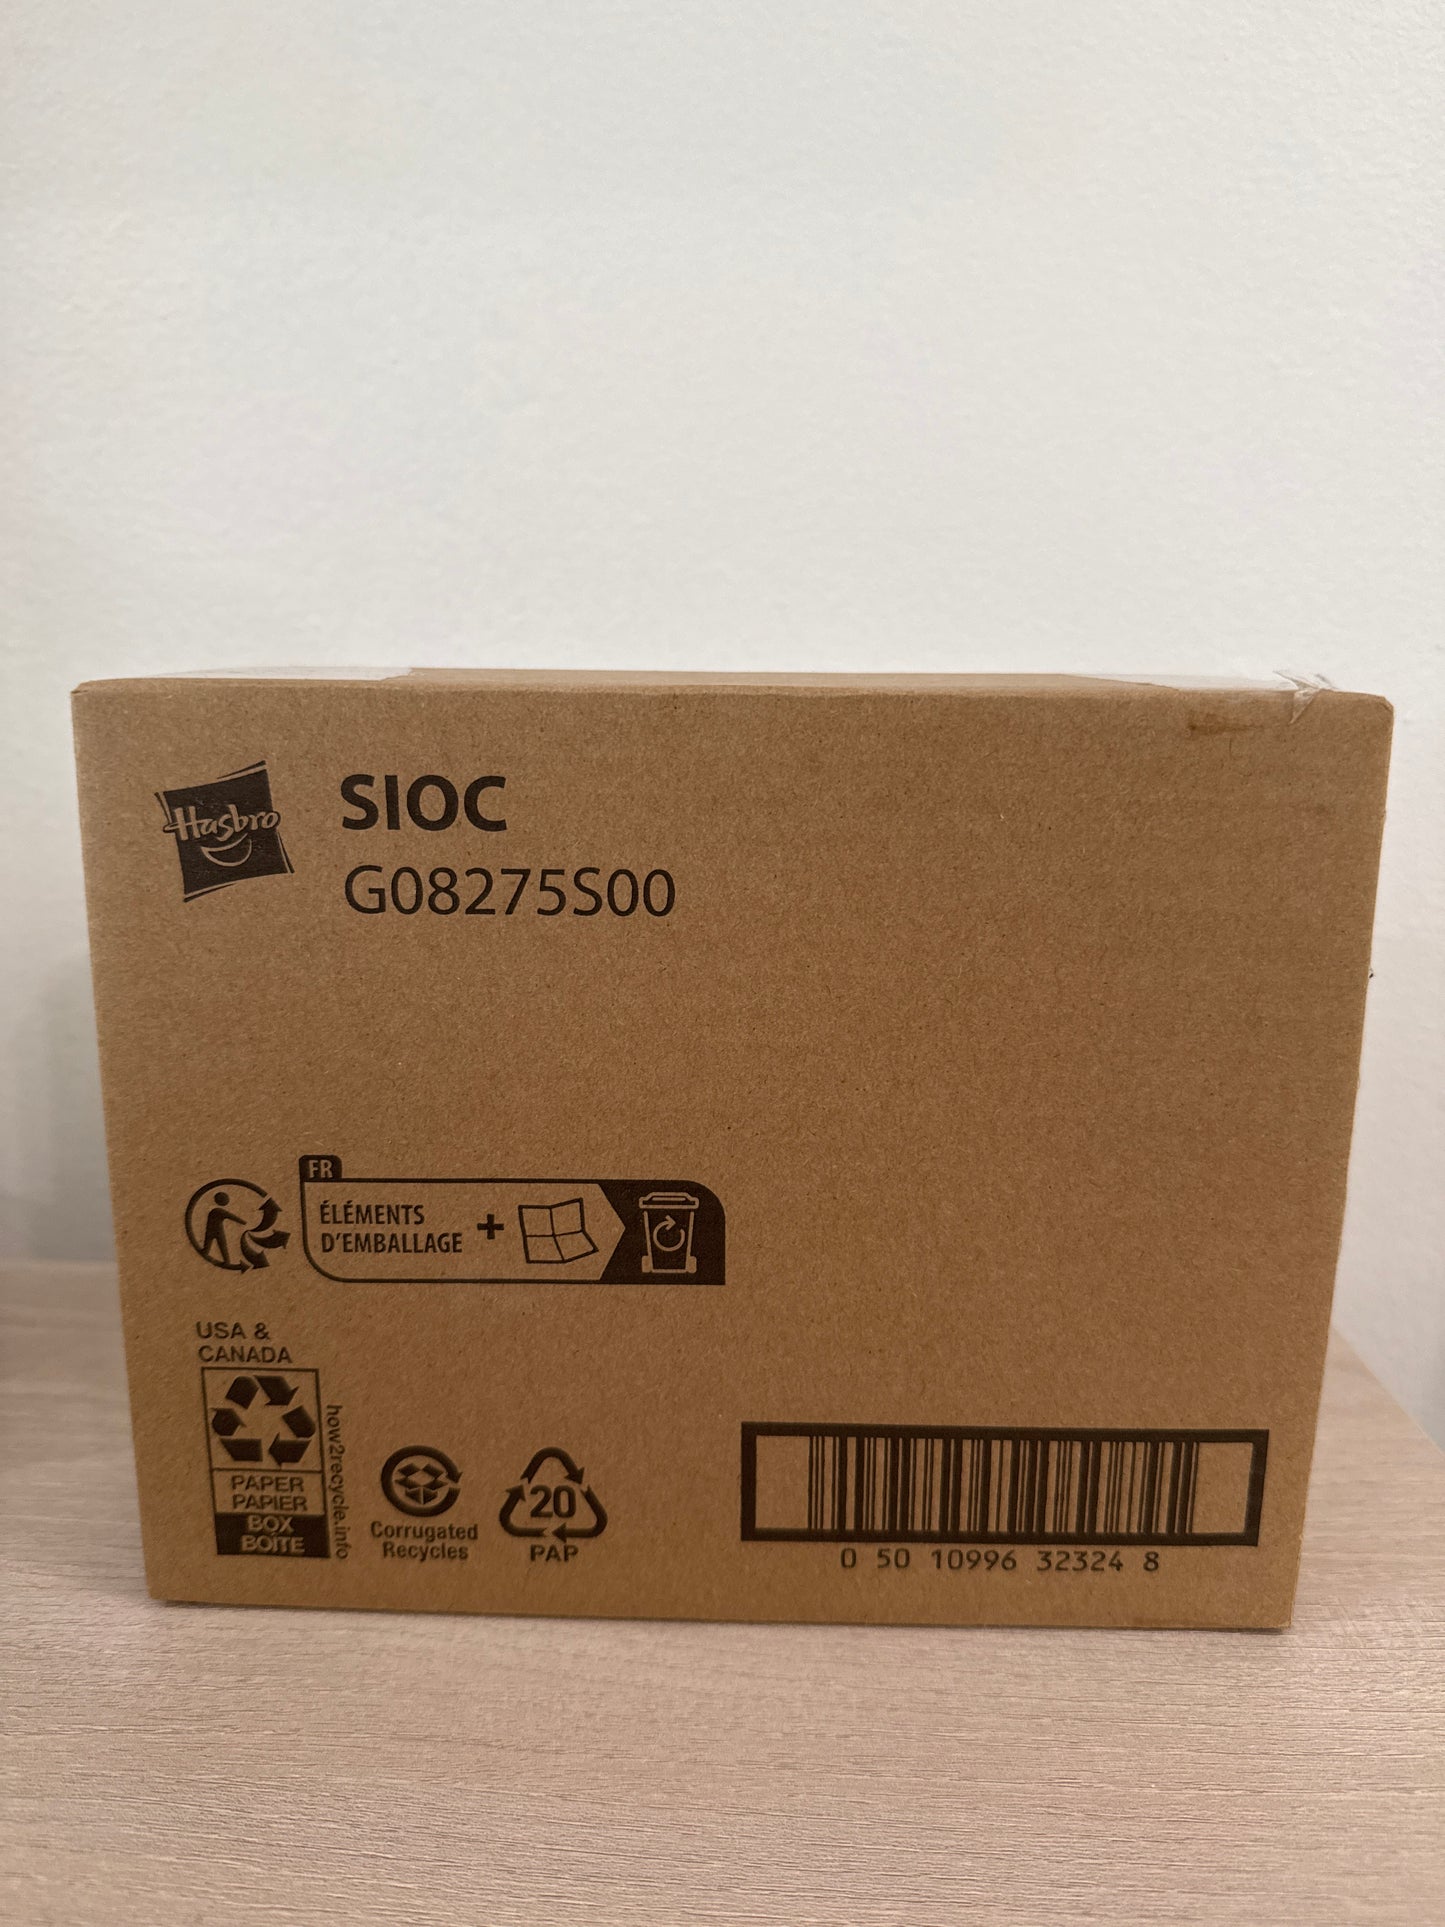 Hasbro
SIOC
G08275S00
FR
ÉLÉMENTS
D'EMBALLAGE
+
USA &
CANADA
how2recycle.info
PAPER
PAPIER
BOX
BOÎTE
Corrugated
Recycles
20
PAP
0 50 10996 32324 8